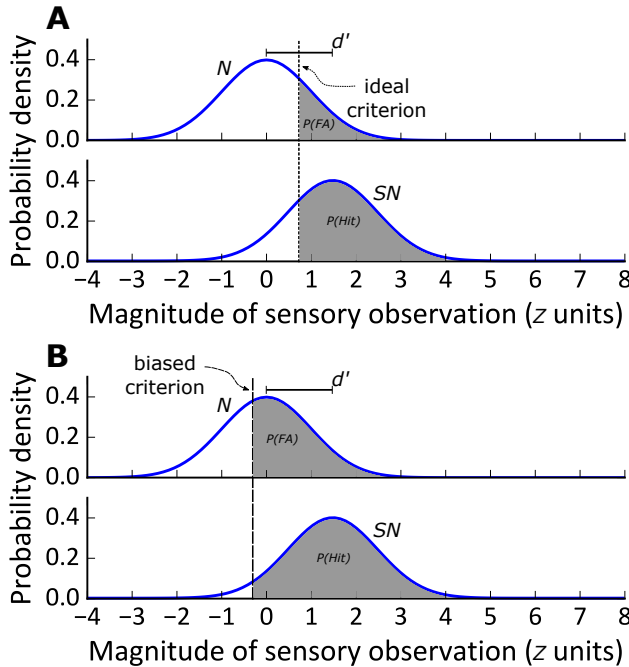 A
Probability density
0.4
0.2
0.0
N
d'
ideal
criterion
P(FA)
0.4
0.2
0.0
SN
P(Hit)
−4 −3 −2 −1 0 1 2 3 4 5 6 7 8
Magnitude of sensory observation (z units)
B
Probability density
biased
criterion
0.4
0.2
0.0
N
d'
P(FA)
0.4
0.2
0.0
SN
P(Hit)
−4 −3 −2 −1 0 1 2 3 4 5 6 7 8
Magnitude of sensory observation (z units)